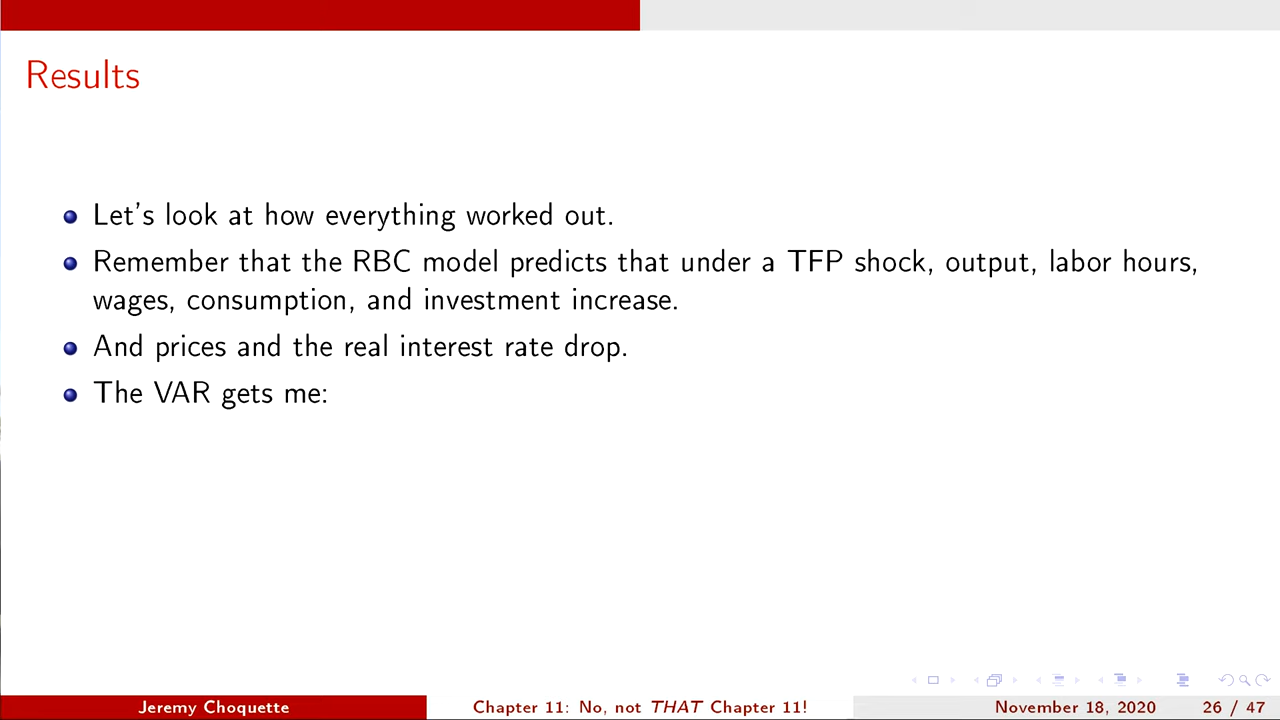 Results
Let's look at how everything worked out.
Remember that the RBC model predicts that under a TFP shock, output, labor hours,
wages, consumption, and investment increase.
And prices and the real interest rate drop.
The VAR gets me:
Jeremy Choquette
Chapter 11: No, not THAT Chapter 11!
November 18, 2020
26 / 47